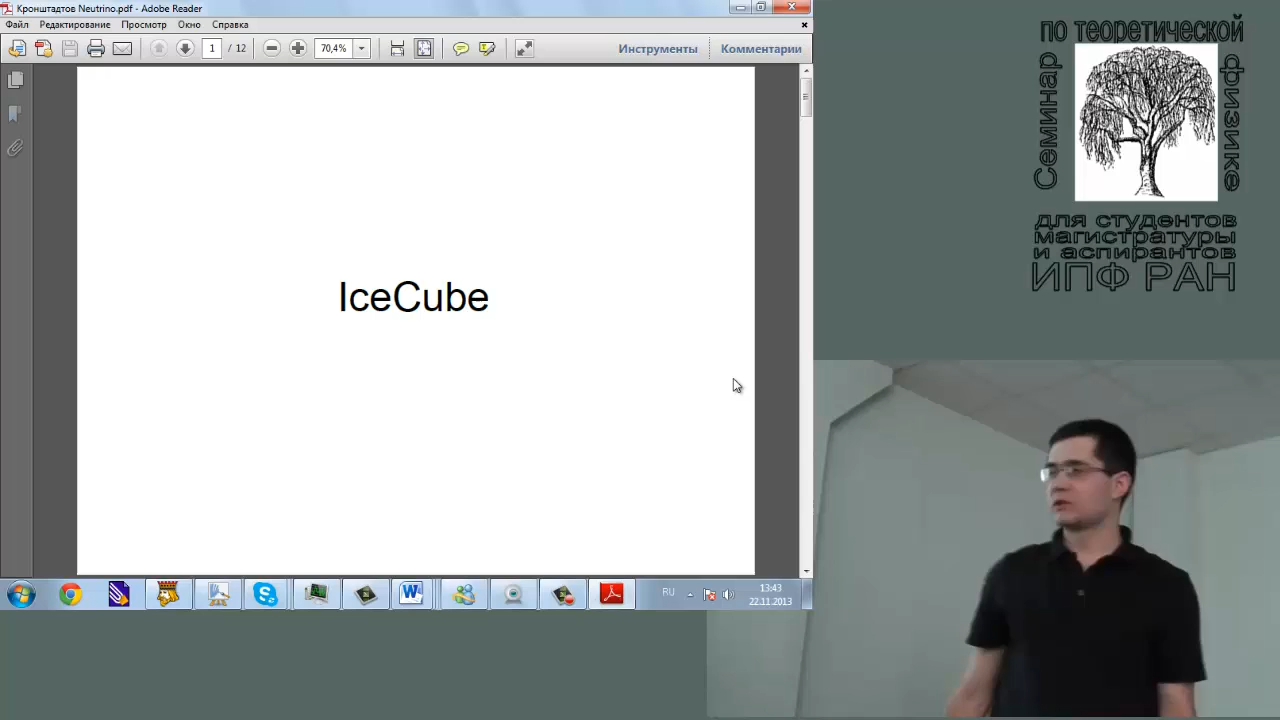 Кронштадтов Neutrino.pdf - Adobe Reader
Файл Редактирование Просмотр Окно Справка
1 / 12 70,4% Инструменты Комментарии
IceCube
RU 13:43
22.11.2013
по теоретической
Семинар
физике
для студентов
магистратуры
и аспирантов
ИПФ РАН